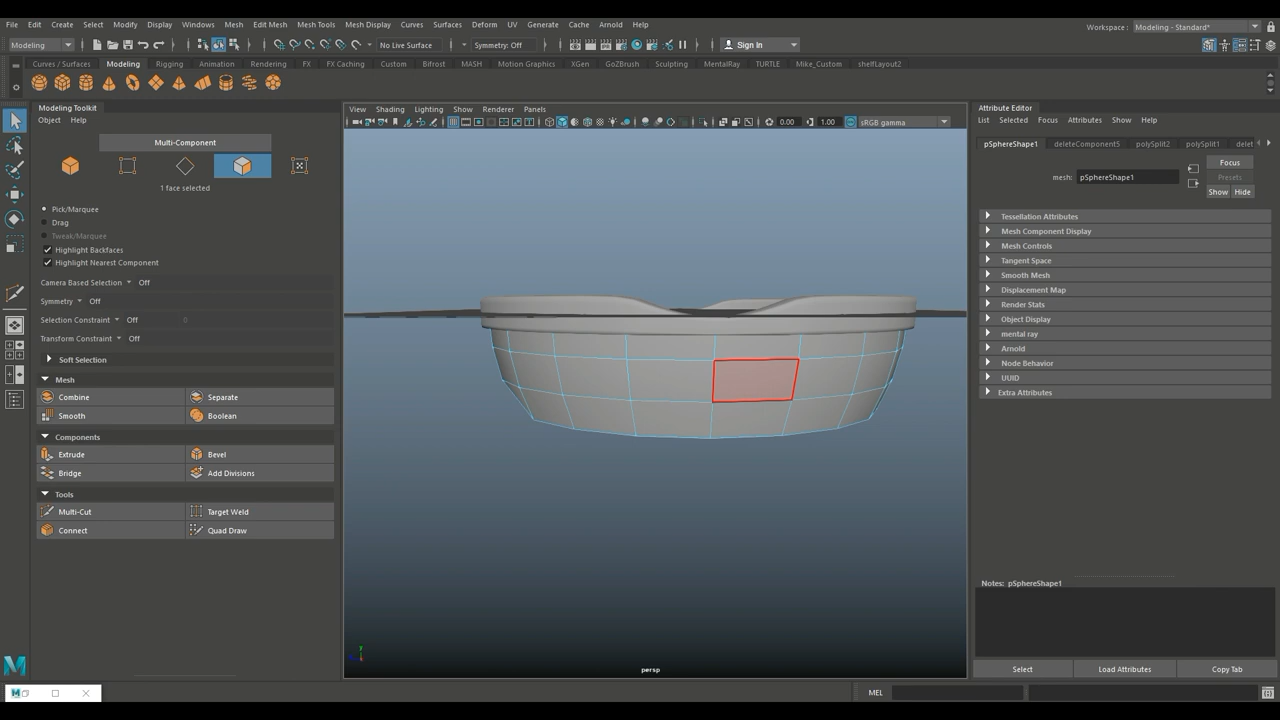 File Edit Create Select Modify Display Windows Mesh Edit Mesh Mesh Tools Mesh Display Curves Surfaces Deform UV Generate Cache Arnold Help
Workspace : Modeling - Standard*
Modeling No Live Surface Symmetry: Off Sign In
Curves / Surfaces Modeling Rigging Animation Rendering FX FX Caching Custom Bifrost MASH Motion Graphics XGen GoZBrush Sculpting MentalRay TURTLE Mike_Custom shelfLayout2
Modeling Toolkit
Object Help
Multi-Component
1 face selected
Pick/Marquee
Drag
Tweak/Marquee
Highlight Backfaces
Highlight Nearest Component
Camera Based Selection Off
Symmetry Off
Selection Constraint Off 0
Transform Constraint Off
Soft Selection
Mesh
Combine Separate
Smooth Boolean
Components
Extrude Bevel
Bridge Add Divisions
Tools
Multi-Cut Target Weld
Connect Quad Draw
View Shading Lighting Show Renderer Panels
0.00 1.00 sRGB gamma
persp
Attribute Editor
List Selected Focus Attributes Show Help
pSphereShape1 deleteComponent5 polySplit2 polySplit1 delet
Focus
mesh: pSphereShape1 Presets
Show Hide
Tessellation Attributes
Mesh Component Display
Mesh Controls
Tangent Space
Smooth Mesh
Displacement Map
Render Stats
Object Display
mental ray
Arnold
Node Behavior
UUID
Extra Attributes
Notes: pSphereShape1
Select Load Attributes Copy Tab
MEL